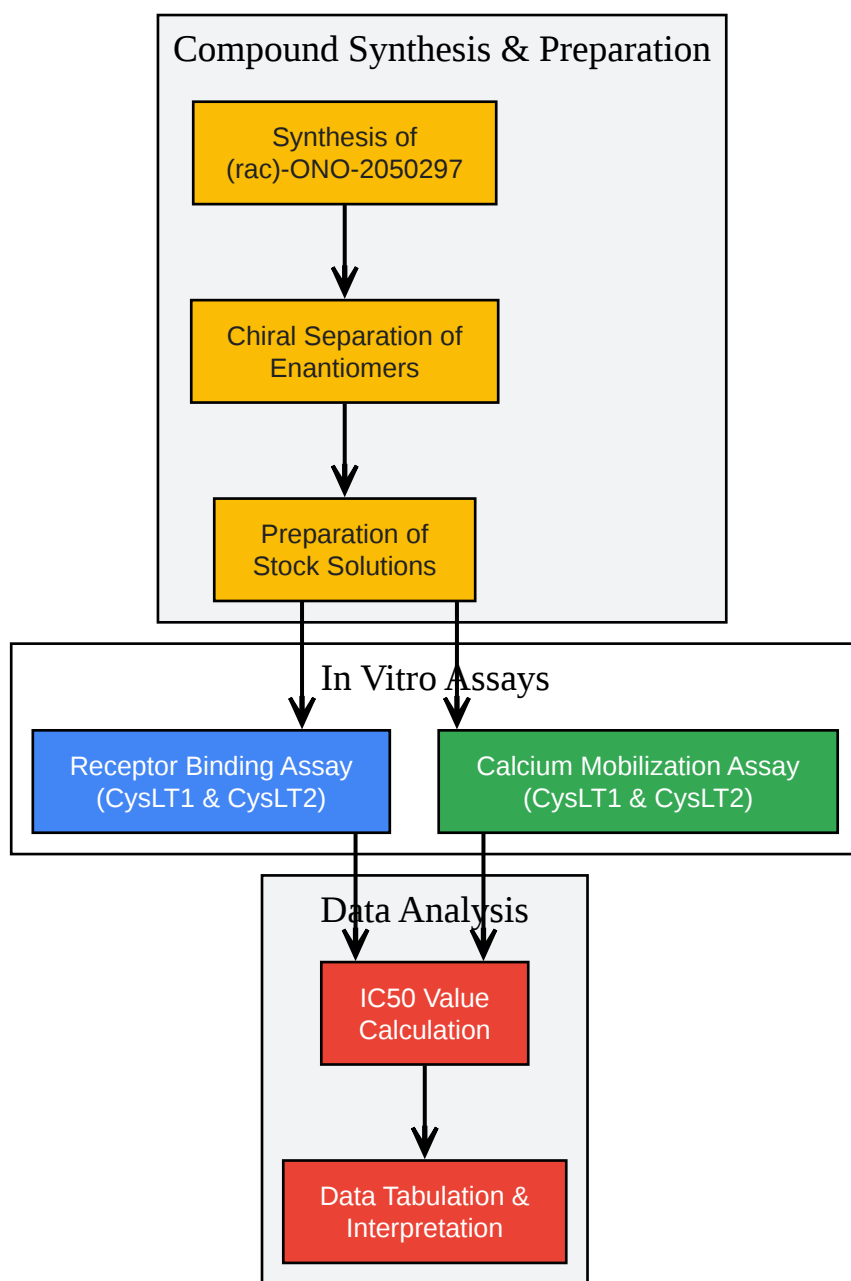 Compound Synthesis & Preparation
Synthesis of
(rac)-ONO-2050297
Chiral Separation of
Enantiomers
Preparation of
Stock Solutions
In Vitro Assays
Receptor Binding Assay
(CysLT1 & CysLT2)
Calcium Mobilization Assay
(CysLT1 & CysLT2)
Data Analysis
IC50 Value
Calculation
Data Tabulation &
Interpretation